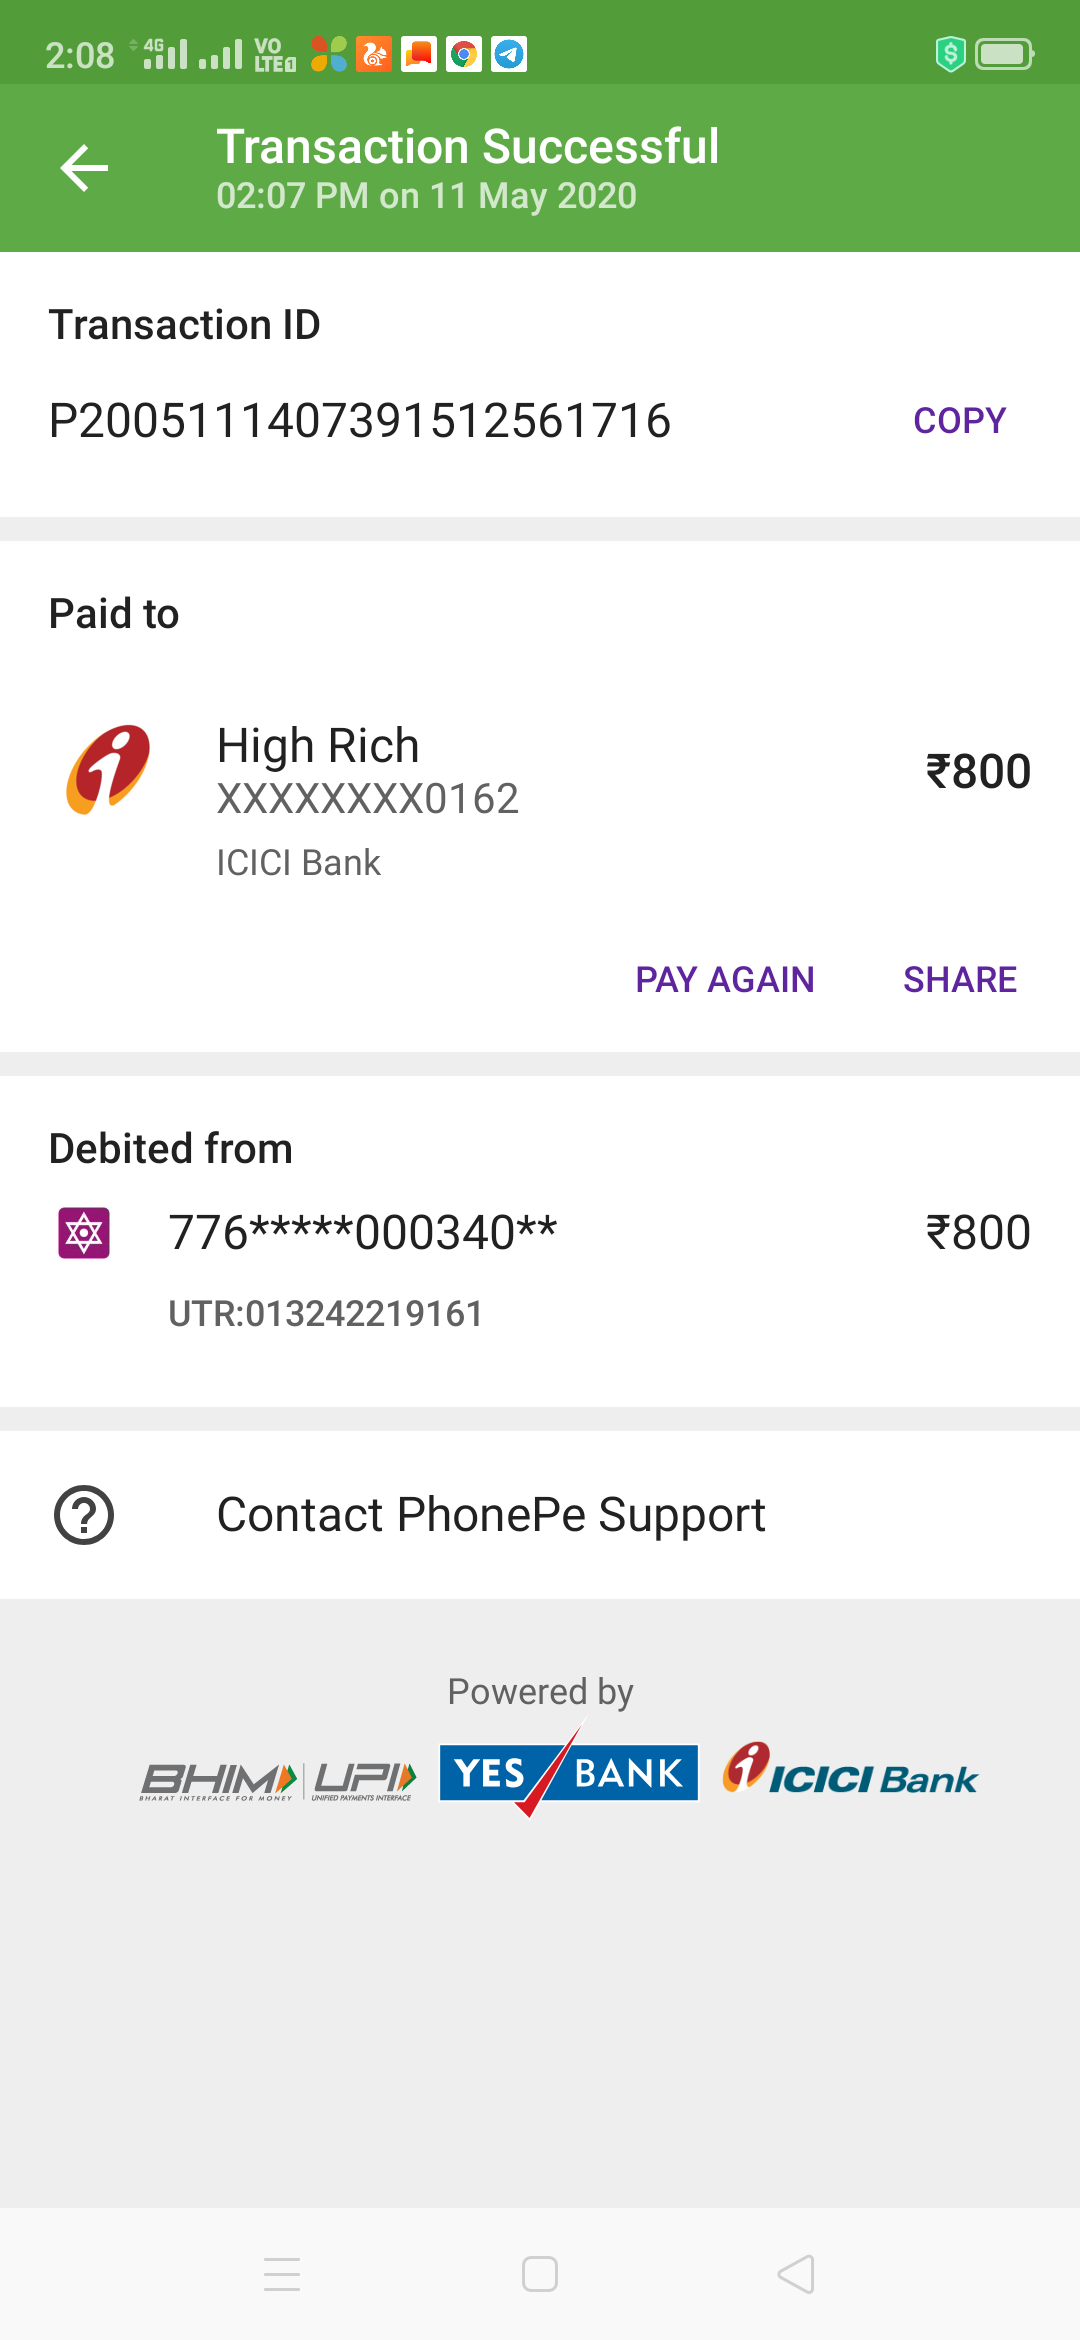 2:08 4G VO LTE 1
Transaction Successful
02:07 PM on 11 May 2020
Transaction ID
P2005111407391512561716 COPY
Paid to
High Rich ₹800
XXXXXXXX0162
ICICI Bank
PAY AGAIN SHARE
Debited from
776*****000340** ₹800
UTR:013242219161
Contact PhonePe Support
Powered by
BHIM UPI YES BANK ICICI Bank
BHARAT INTERFACE FOR MONEY UNIFIED PAYMENTS INTERFACE